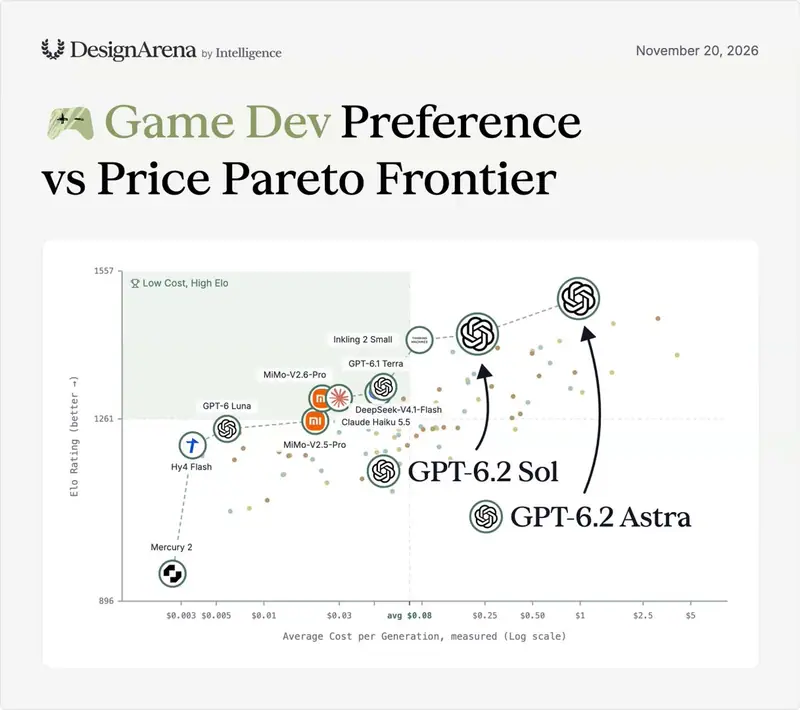 DesignArena by Intelligence
November 20, 2026
Game Dev Preference
vs Price Pareto Frontier
1557
Low Cost, High Elo
Inkling 2 Small
THINKING
MACHINES
GPT-6.1 Terra
MiMo-V2.6-Pro
GPT-6 Luna
DeepSeek-V4.1-Flash
Claude Haiku 5.5
1261
MiMo-V2.5-Pro
Hy4 Flash
GPT-6.2 Sol
GPT-6.2 Astra
Mercury 2
896
Elo Rating (better →)
$0.003 $0.005 $0.01 $0.03 avg $0.08 $0.25 $0.50 $1 $2.5 $5
Average Cost per Generation, measured (Log scale)